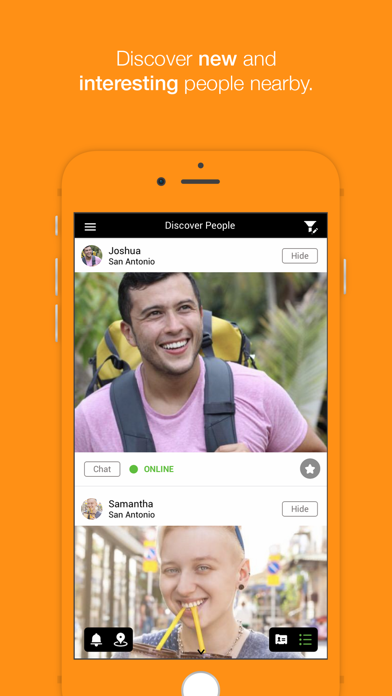 Discover new and
interesting people nearby.
Discover People
Joshua
San Antonio
Hide
Chat
ONLINE
Samantha
San Antonio
Hide